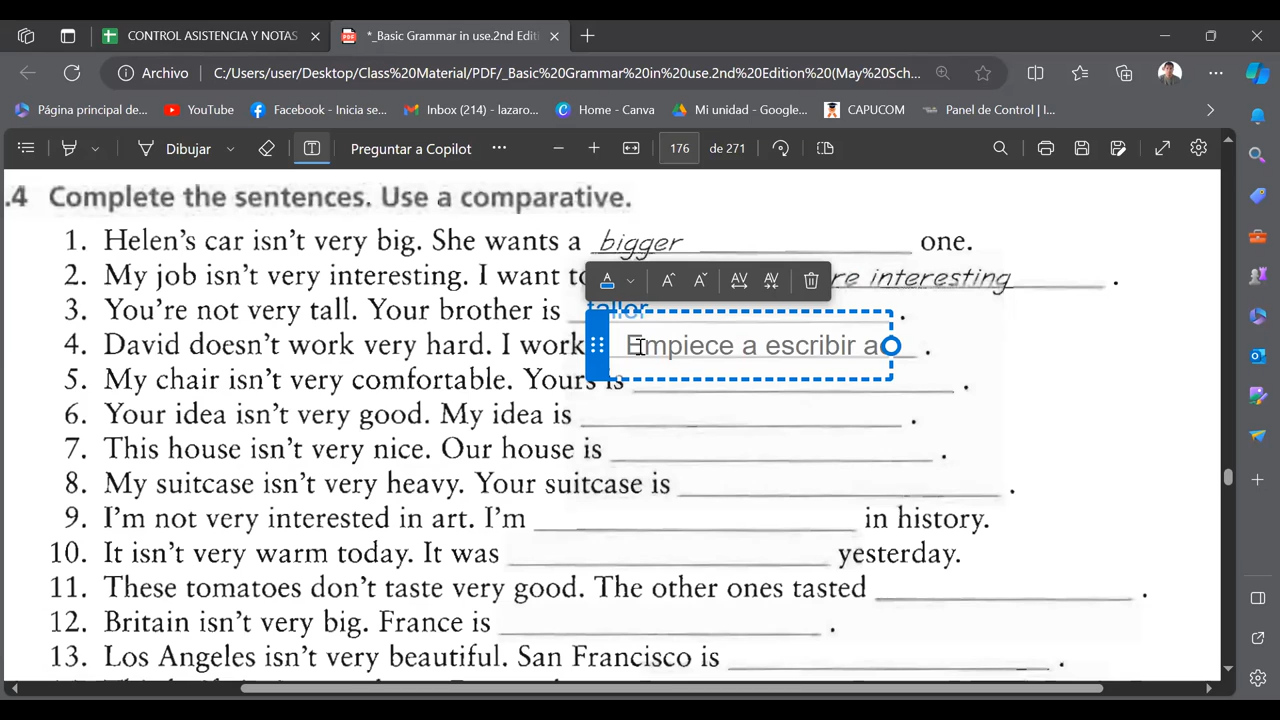 CONTROL ASISTENCIA Y NOTAS
*_Basic Grammar in use.2nd Editi
Archivo C:/Users/user/Desktop/Class%20Material/PDF/_Basic%20Grammar%20in%20use.2nd%20Edition%20(May%20Sch...
Página principal de... YouTube Facebook - Inicia se... Inbox (214) - lazaro... Home - Canva Mi unidad - Google... CAPUCOM Panel de Control | I...
Dibujar Preguntar a Copilot 176 de 271
.4 Complete the sentences. Use a comparative.
1. Helen's car isn't very big. She wants a bigger one.
2. My job isn't very interesting. I want to re interesting .
3. You're not very tall. Your brother is taller .
4. David doesn't work very hard. I work Empiece a escribir a .
5. My chair isn't very comfortable. Yours is .
6. Your idea isn't very good. My idea is .
7. This house isn't very nice. Our house is .
8. My suitcase isn't very heavy. Your suitcase is .
9. I'm not very interested in art. I'm in history.
10. It isn't very warm today. It was yesterday.
11. These tomatoes don't taste very good. The other ones tasted .
12. Britain isn't very big. France is .
13. Los Angeles isn't very beautiful. San Francisco is .